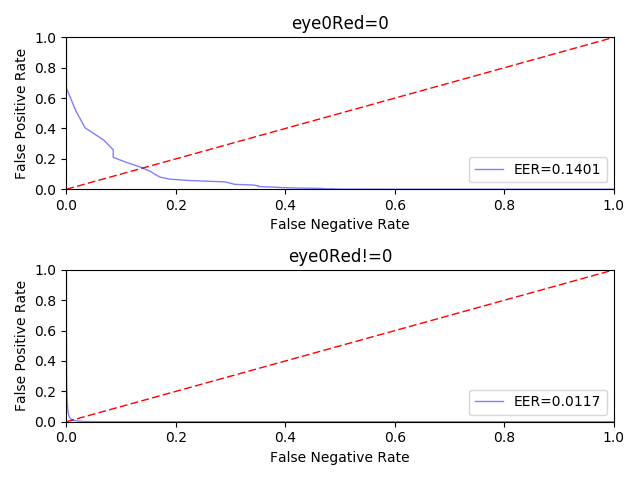 eye0Red=0
1.0
0.8
0.6
0.4
0.2
0.0
False Positive Rate
EER=0.1401
0.0 0.2 0.4 0.6 0.8 1.0
False Negative Rate
eye0Red!=0
1.0
0.8
0.6
0.4
0.2
0.0
False Positive Rate
EER=0.0117
0.0 0.2 0.4 0.6 0.8 1.0
False Negative Rate